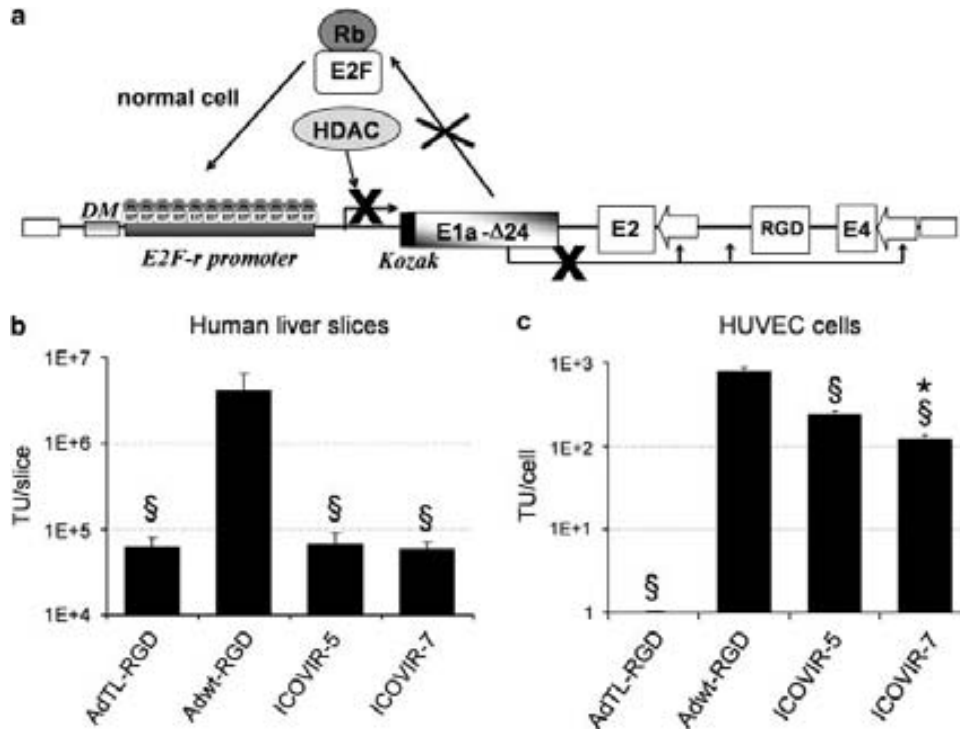 a
Rb
E2F
normal cell
HDAC
DM
E2F-r promoter
Kozak
E1a-Δ24
E2
RGD
E4
X
X
b
Human liver slices
1E+7
1E+6
1E+5
1E+4
TU/slice
§
§
§
AdTL-RGD
Adwt-RGD
ICOVIR-5
ICOVIR-7
c
HUVEC cells
1E+3
1E+2
1E+1
1
TU/cell
§
§
*
§
AdTL-RGD
Adwt-RGD
ICOVIR-5
ICOVIR-7